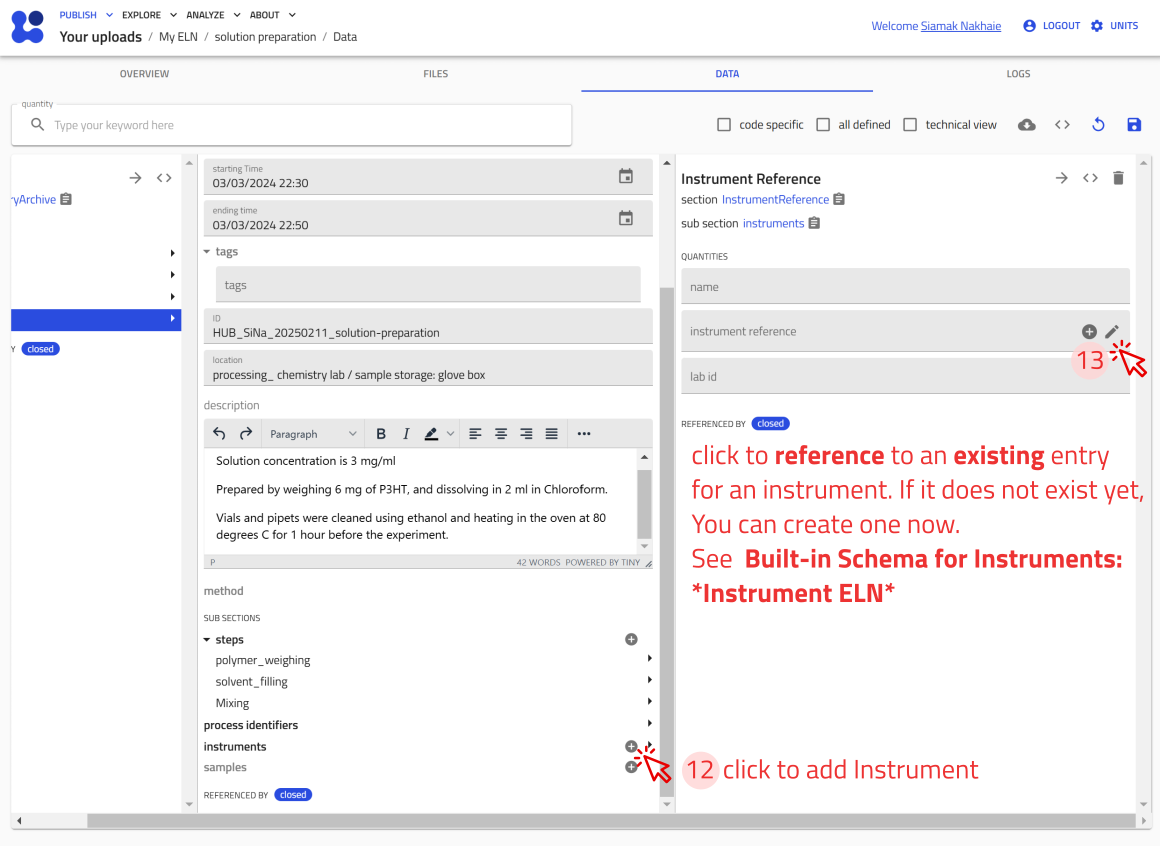 PUBLISH EXPLORE ANALYZE ABOUT
Your uploads / My ELN / solution preparation / Data
Welcome Siamak Nakhaie LOGOUT UNITS
OVERVIEW FILES DATA LOGS
quantity
Type your keyword here
code specific all defined technical view <>
<>
yArchive
Y closed
starting Time
03/03/2024 22:30
ending time
03/03/2024 22:50
tags
tags
ID
HUB_SiNa_20250211_solution-preparation
location
processing_ chemistry lab / sample storage: glove box
description
Paragraph B I
Solution concentration is 3 mg/ml
Prepared by weighing 6 mg of P3HT, and dissolving in 2 ml in Chloroform.
Vials and pipets were cleaned using ethanol and heating in the oven at 80
degrees C for 1 hour before the experiment.
P 42 WORDS POWERED BY TINY
method
SUB SECTIONS
steps
polymer_weighing
solvent_filling
Mixing
process identifiers
instruments
samples
REFERENCED BY closed
Instrument Reference <>
section InstrumentReference
sub section instruments
QUANTITIES
name
instrument reference
13
lab id
REFERENCED BY closed
click to reference to an existing entry
for an instrument. If it does not exist yet,
You can create one now.
See Built-in Schema for Instruments:
*Instrument ELN*
12 click to add Instrument